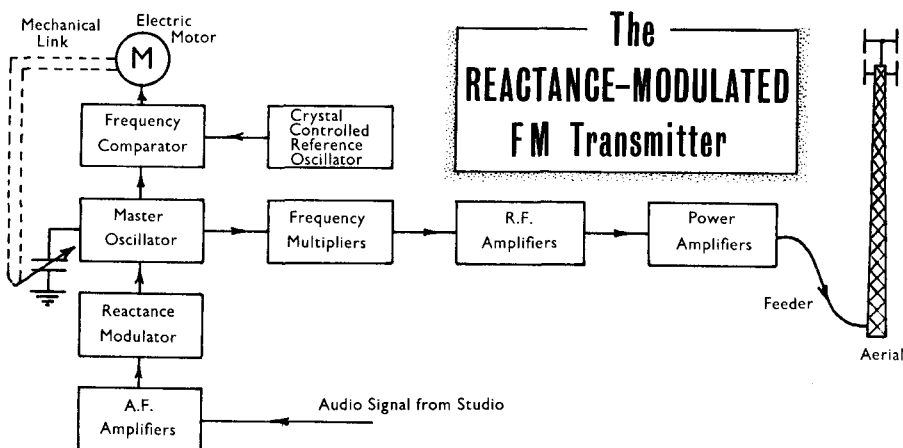 The
REACTANCE-MODULATED
FM Transmitter
Mechanical
Link
Electric
Motor
M
Frequency
Comparator
Crystal
Controlled
Reference
Oscillator
Master
Oscillator
Frequency
Multipliers
R.F.
Amplifiers
Power
Amplifiers
Feeder
Aerial
Reactance
Modulator
A.F.
Amplifiers
Audio Signal from Studio